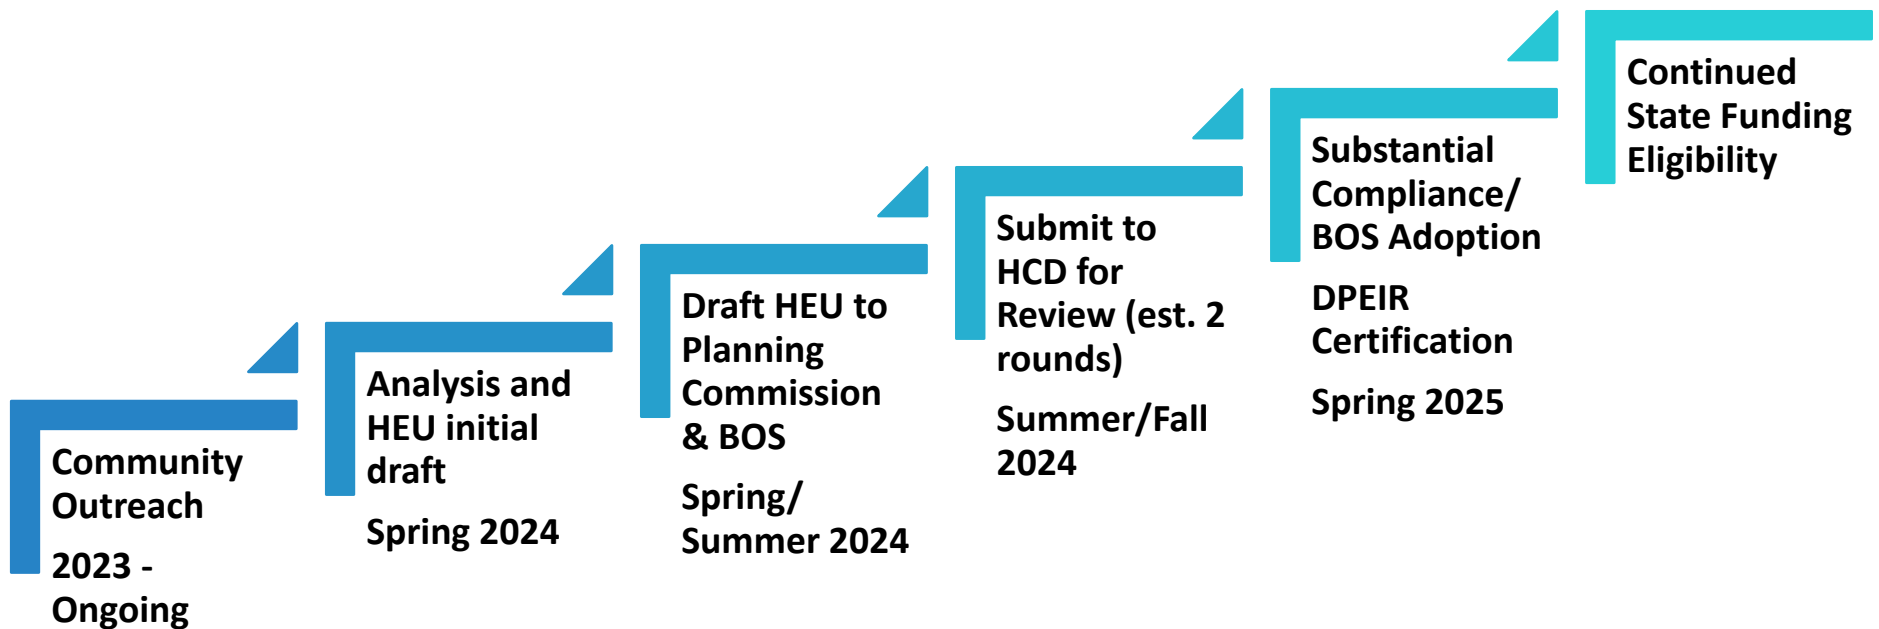 Community
Outreach
2023 -
Ongoing
Analysis and
HEU initial
draft
Spring 2024
Draft HEU to
Planning
Commission
& BOS
Spring/
Summer 2024
Submit to
HCD for
Review (est. 2
rounds)
Summer/Fall
2024
Substantial
Compliance/
BOS Adoption
DPEIR
Certification
Spring 2025
Continued
State Funding
Eligibility